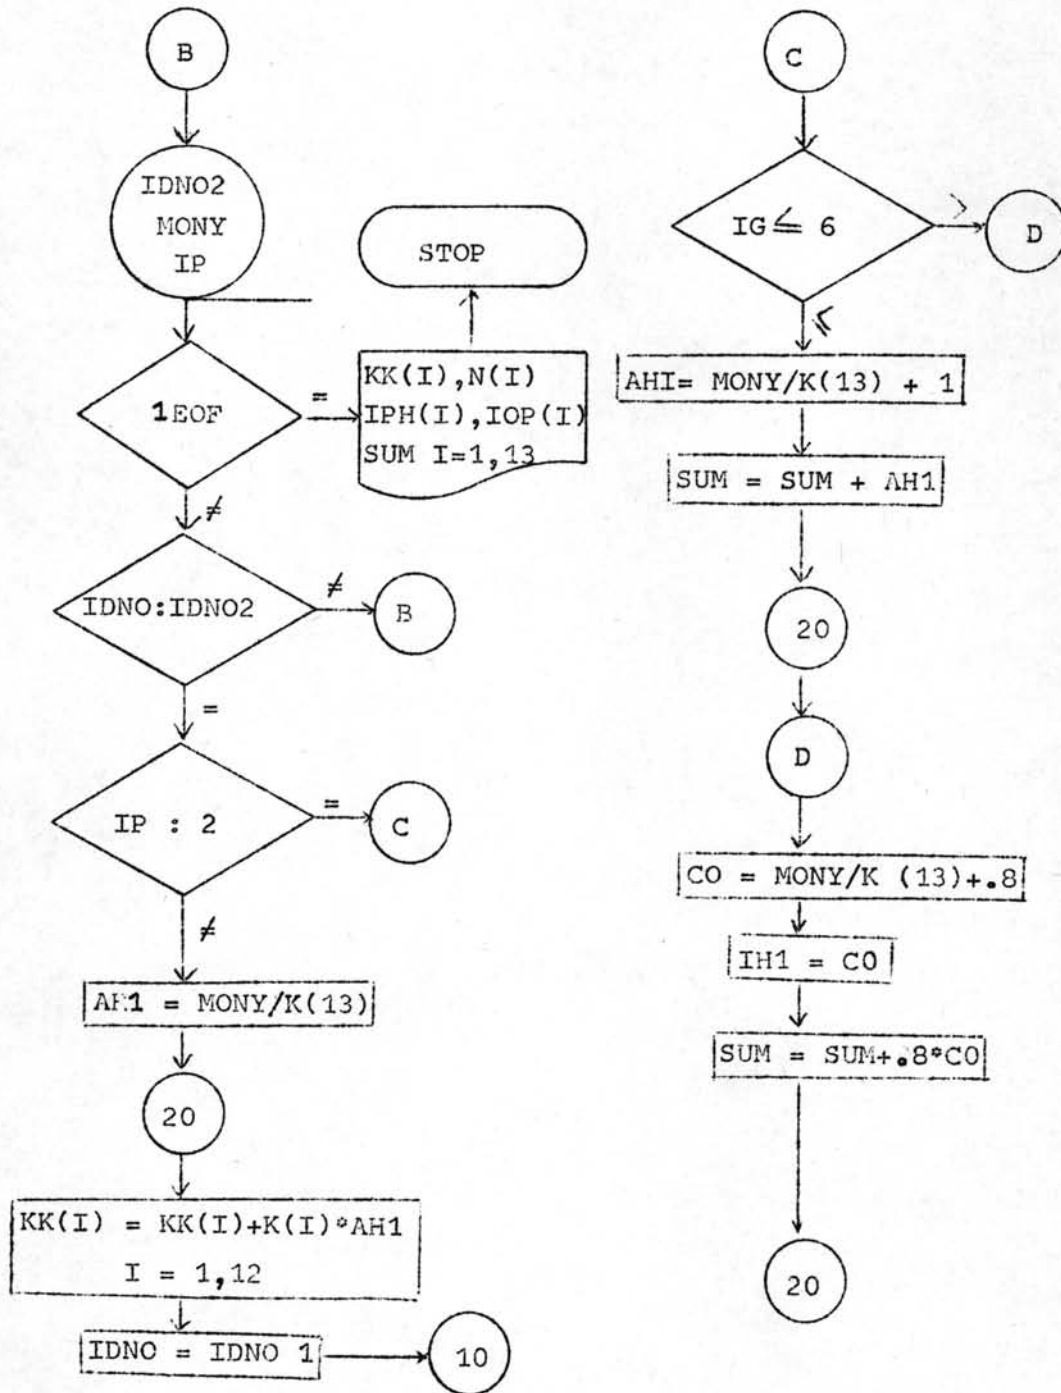 B
IDNO2
MONY
IP
STOP
1EOF
=
KK(I),N(I)
IPH(I),IOP(I)
SUM I=1,13
≠
IDNO:IDNO2
≠
B
=
IP : 2
=
C
≠
AH1 = MONY/K(13)
20
KK(I) = KK(I)+K(I)*AH1
I = 1,12
IDNO = IDNO 1
10
C
IG ≦ 6
>
D
≤
AHI= MONY/K(13) + 1
SUM = SUM + AH1
20
D
CO = MONY/K (13)+.8
IH1 = CO
SUM = SUM+.8*CO
20